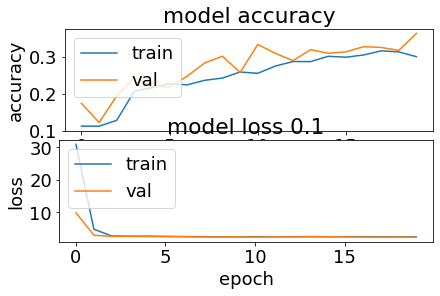 model accuracy
0.3
0.2
0.1
accuracy
train
val
model loss 0.1
30
20
10
loss
train
val
0
5
10
15
epoch